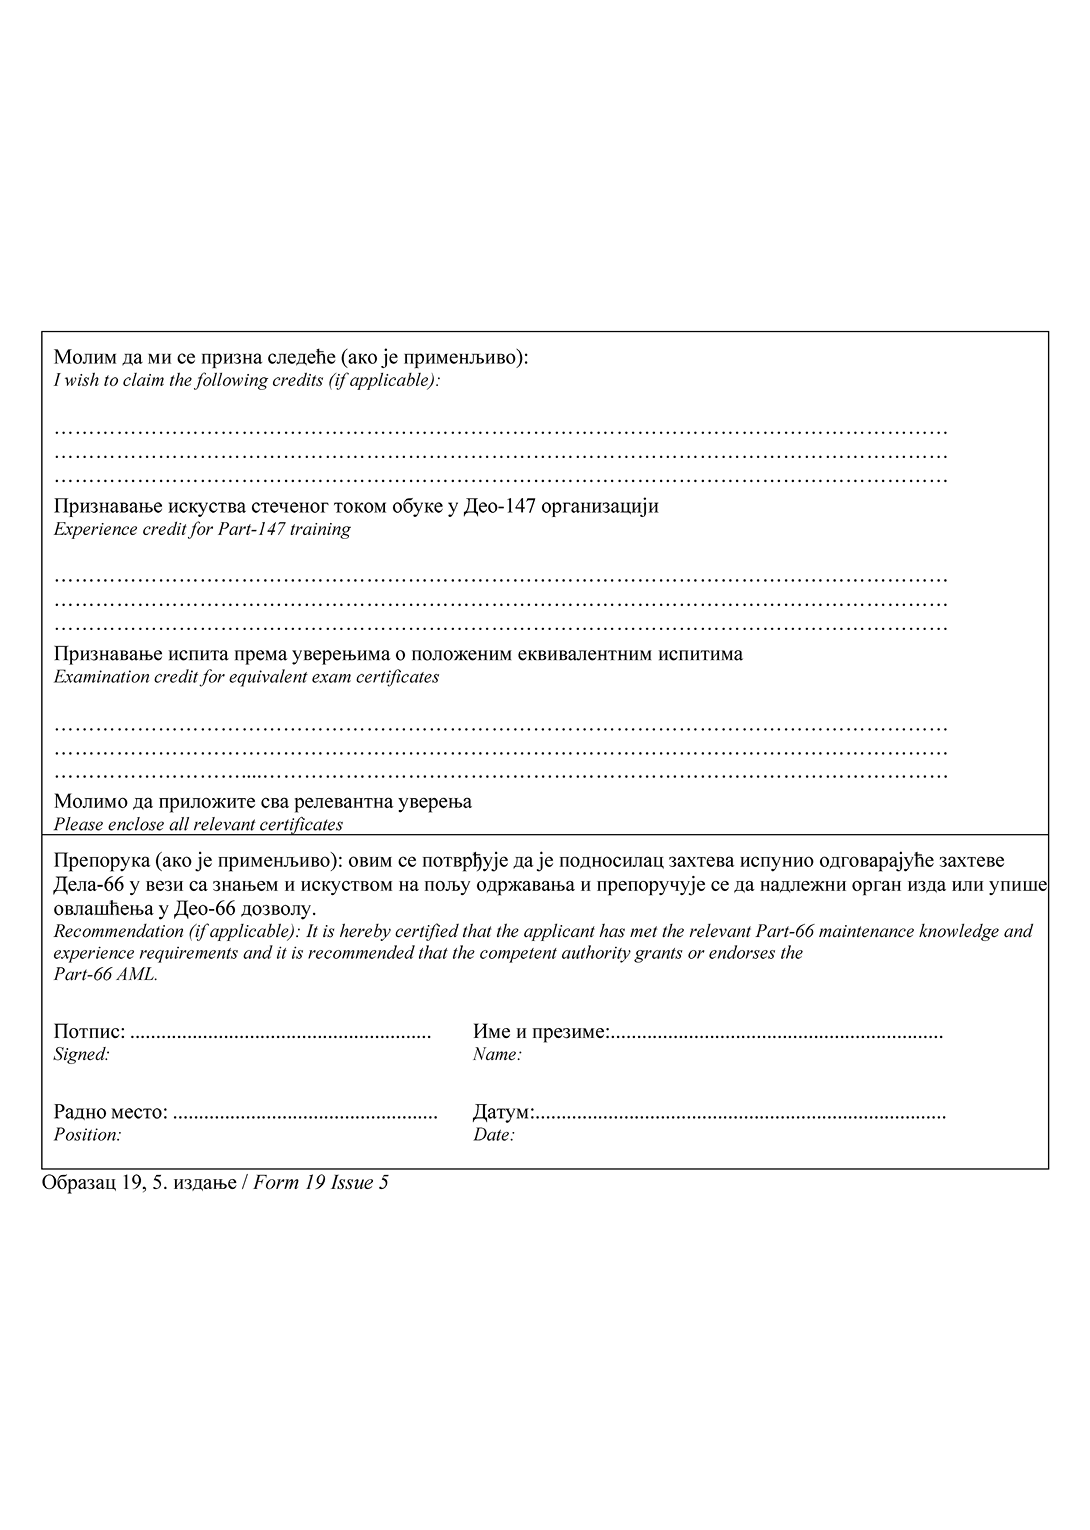 Молим да ми се призна следеће (ако је применљиво):
I wish to claim the following credits (if applicable):
……………………………………………………………………………………………………………
……………………………………………………………………………………………………………
……………………………………………………………………………………………………………
Признавање искуства стеченог током обуке у Део-147 организацији
Experience credit for Part-147 training
……………………………………………………………………………………………………………
……………………………………………………………………………………………………………
……………………………………………………………………………………………………………
Признавање испита према уверењима о положеним еквивалентним испитима
Examination credit for equivalent exam certificates
……………………………………………………………………………………………………………
……………………………………………………………………………………………………………
………………………...…………………………………………………………………………………
Молимо да приложите сва релевантна уверења
Please enclose all relevant certificates
Препорука (ако је применљиво): овим се потврђује да је подносилац захтева испунио одговарајуће захтеве
Дела-66 у вези са знањем и искуством на пољу одржавања и препоручује се да надлежни орган изда или упише
овлашћења у Део-66 дозволу.
Recommendation (if applicable): It is hereby certified that the applicant has met the relevant Part-66 maintenance knowledge and
experience requirements and it is recommended that the competent authority grants or endorses the
Part-66 AML.
Потпис: .......................................................... Име и презиме:................................................................
Signed: Name:
Радно место: ................................................... Датум:...............................................................................
Position: Date:
Образац 19, 5. издање / Form 19 Issue 5